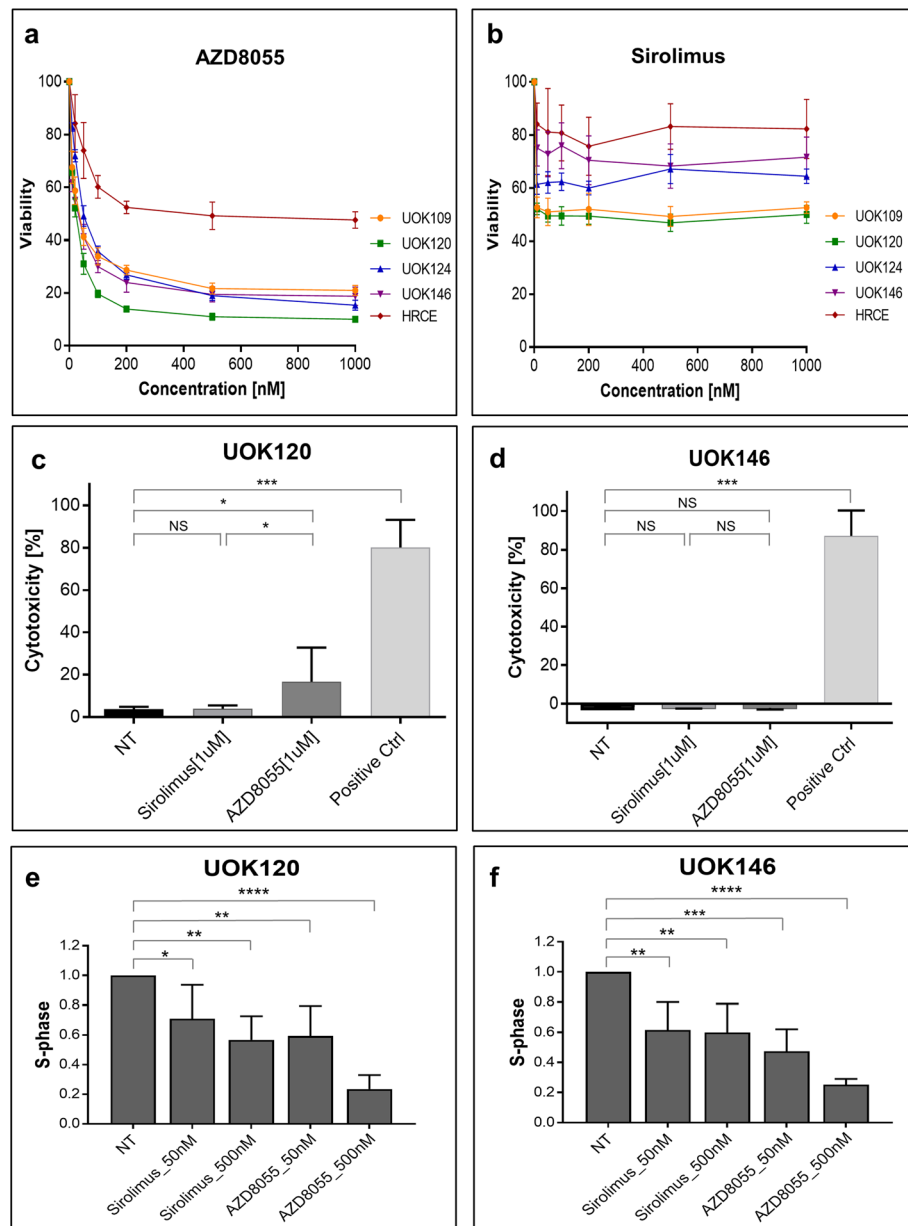 a
AZD8055
100
80
60
40
20
0
Viability
0 200 400 600 800 1000
Concentration [nM]
UOK109
UOK120
UOK124
UOK146
HRCE
b
Sirolimus
100
80
60
40
20
0
Viability
0 200 400 600 800 1000
Concentration [nM]
UOK109
UOK120
UOK124
UOK146
HRCE
c
UOK120
***
*
NS *
100
80
60
40
20
0
Cytotoxicity [%]
NT
Sirolimus[1uM]
AZD8055[1uM]
Positive Ctrl
d
UOK146
***
NS
NS NS
100
80
60
40
20
0
Cytotoxicity [%]
NT
Sirolimus[1uM]
AZD8055[1uM]
Positive Ctrl
e
UOK120
****
**
**
*
1.2
1.0
0.8
0.6
0.4
0.2
0.0
S-phase
NT
Sirolimus_50nM
Sirolimus_500nM
AZD8055_50nM
AZD8055_500nM
f
UOK146
****
***
**
**
1.2
1.0
0.8
0.6
0.4
0.2
0.0
S-phase
NT
Sirolimus_50nM
Sirolimus_500nM
AZD8055_50nM
AZD8055_500nM